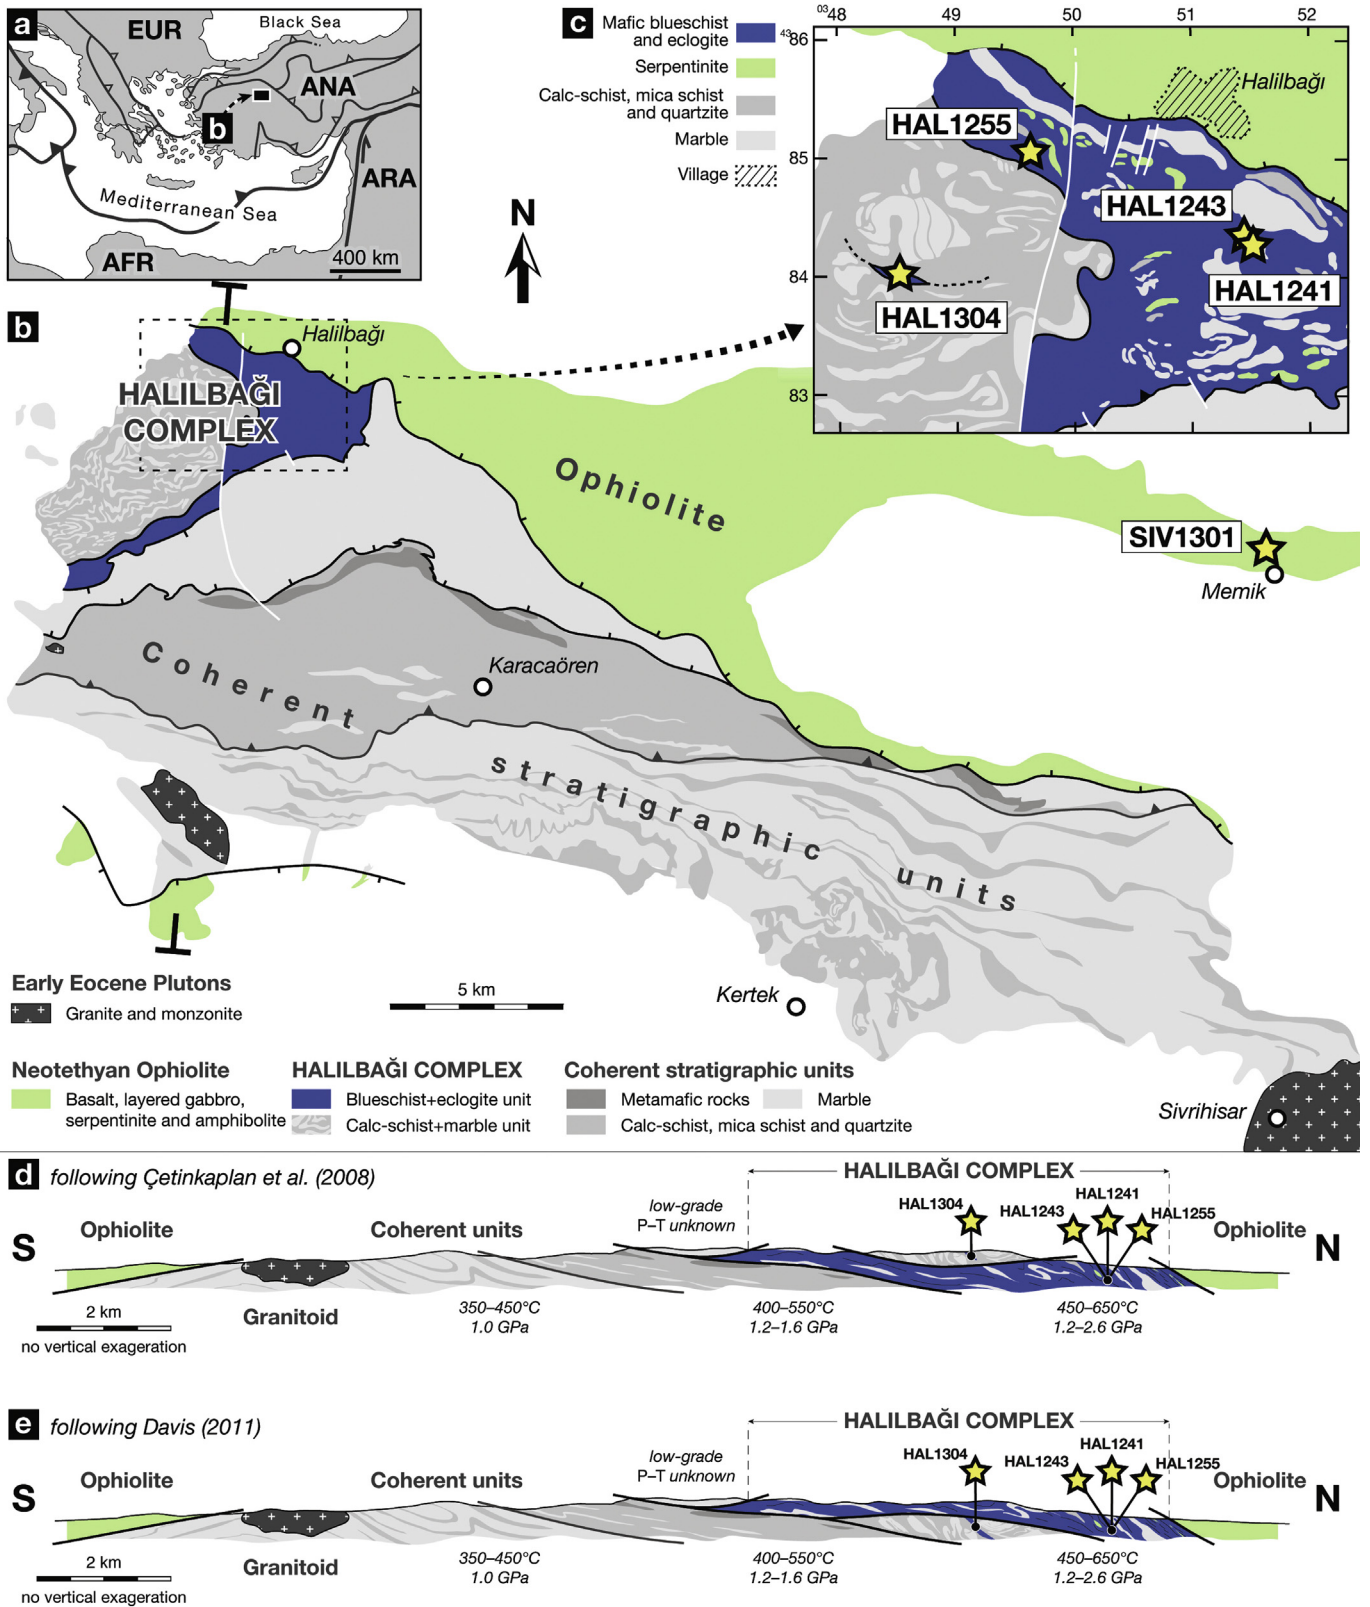 a
EUR
Black Sea
ANA
b
ARA
Mediterranean Sea
AFR
400 km
c
Mafic blueschist
and eclogite
Serpentinite
Calc-schist, mica schist
and quartzite
Marble
Village
0348
49
50
51
52
4386
85
84
83
Halilbağı
HAL1255
HAL1243
HAL1241
HAL1304
N
b
Halilbağı
HALILBAĞI
COMPLEX
Ophiolite
SIV1301
Memik
Karacaören
Coherent
stratigraphic
units
Kertek
Sivrihisar
5 km
Early Eocene Plutons
Granite and monzonite
Neotethyan Ophiolite
Basalt, layered gabbro,
serpentinite and amphibolite
HALILBAĞI COMPLEX
Blueschist+eclogite unit
Calc-schist+marble unit
Coherent stratigraphic units
Metamafic rocks
Marble
Calc-schist, mica schist and quartzite
d following Çetinkaplan et al. (2008)
HALILBAĞI COMPLEX
low-grade
P–T unknown
HAL1304
HAL1243
HAL1241
HAL1255
S
Ophiolite
Coherent units
Ophiolite
N
2 km
no vertical exageration
Granitoid
350–450°C
1.0 GPa
400–550°C
1.2–1.6 GPa
450–650°C
1.2–2.6 GPa
e following Davis (2011)
HALILBAĞI COMPLEX
low-grade
P–T unknown
HAL1304
HAL1243
HAL1241
HAL1255
S
Ophiolite
Coherent units
Ophiolite
N
2 km
no vertical exageration
Granitoid
350–450°C
1.0 GPa
400–550°C
1.2–1.6 GPa
450–650°C
1.2–2.6 GPa